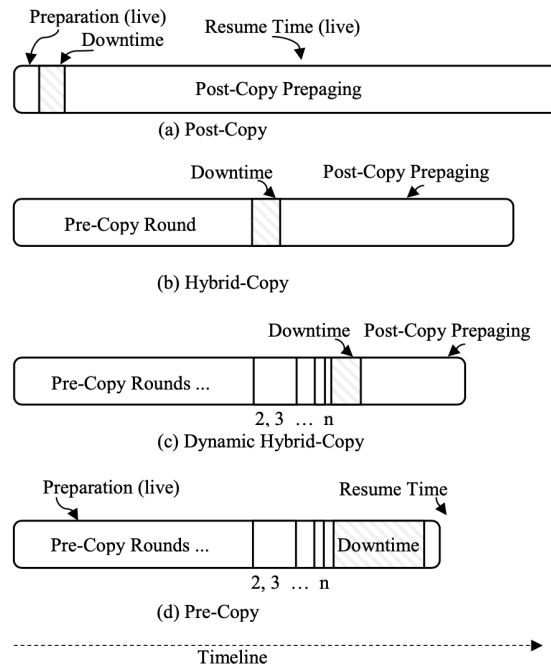 Preparation (live)
Downtime
Resume Time (live)
Post-Copy Prepaging
(a) Post-Copy
Downtime
Post-Copy Prepaging
Pre-Copy Round
(b) Hybrid-Copy
Downtime
Post-Copy Prepaging
Pre-Copy Rounds ...
2, 3 ... n
(c) Dynamic Hybrid-Copy
Preparation (live)
Resume Time
Pre-Copy Rounds ...
Downtime
2, 3 ... n
(d) Pre-Copy
Timeline